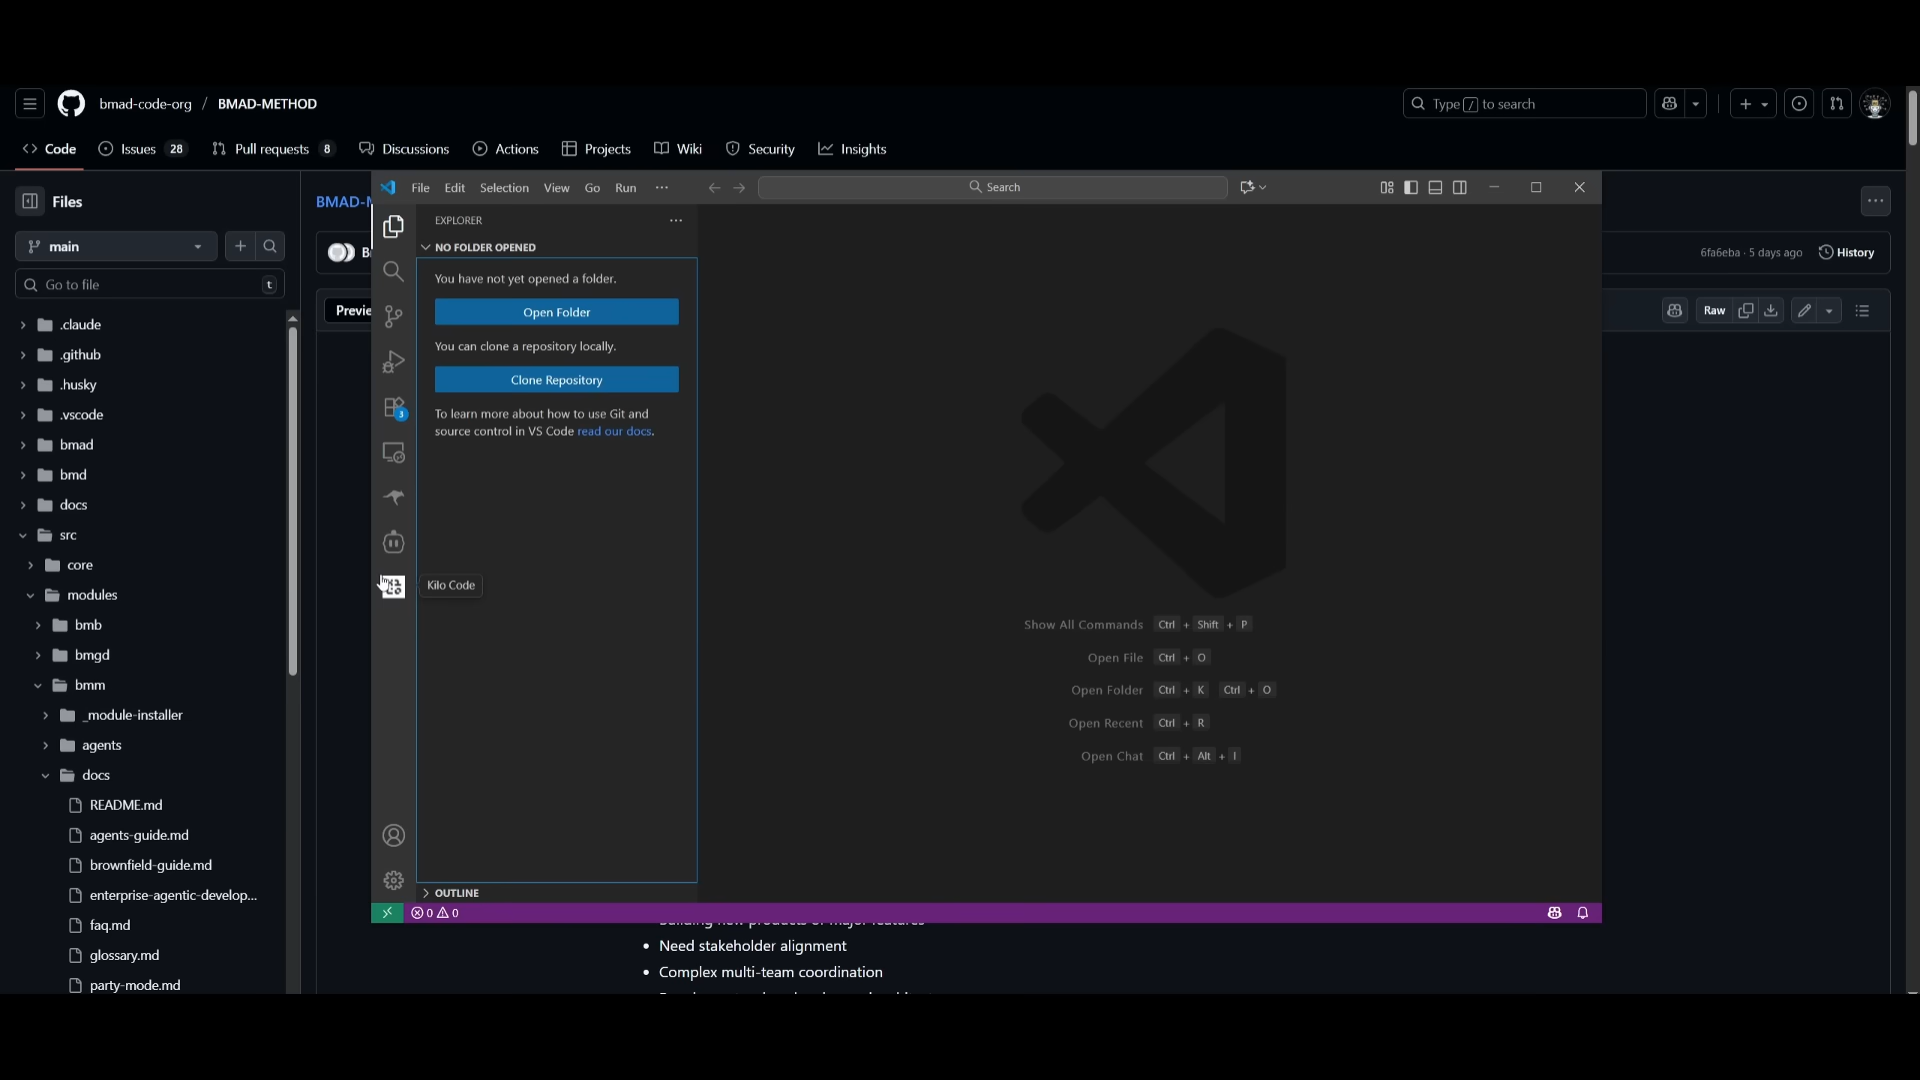 bmad-code-org / BMAD-METHOD
Type / to search
Code
Issues 28
Pull requests 8
Discussions
Actions
Projects
Wiki
Security
Insights
Files
main
Go to file
t
.claude
.github
.husky
.vscode
bmad
bmd
docs
src
core
modules
bmb
bmgd
bmm
_module-installer
agents
docs
README.md
agents-guide.md
brownfield-guide.md
enterprise-agentic-develop...
faq.md
glossary.md
party-mode.md
BMAD-M
6fa6eba · 5 days ago
History
Raw
File Edit Selection View Go Run ...
Search
EXPLORER
NO FOLDER OPENED
You have not yet opened a folder.
Open Folder
You can clone a repository locally.
Clone Repository
To learn more about how to use Git and
source control in VS Code read our docs.
3
Kilo Code
Show All Commands Ctrl + Shift + P
Open File Ctrl + O
Open Folder Ctrl + K Ctrl + O
Open Recent Ctrl + R
Open Chat Ctrl + Alt + I
OUTLINE
0 0
• Need stakeholder alignment
• Complex multi-team coordination